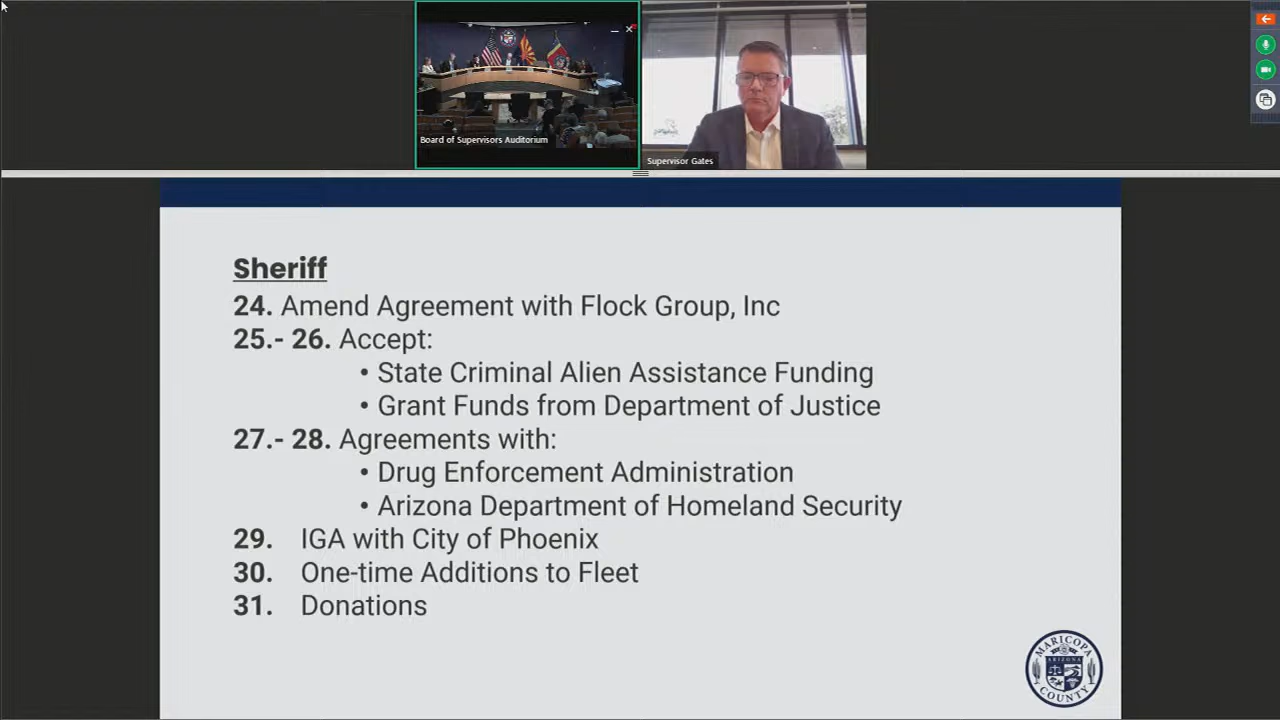 Board of Supervisors Auditorium
Supervisor Gates
Sheriff
24. Amend Agreement with Flock Group, Inc
25.- 26. Accept:
• State Criminal Alien Assistance Funding
• Grant Funds from Department of Justice
27.- 28. Agreements with:
• Drug Enforcement Administration
• Arizona Department of Homeland Security
29. IGA with City of Phoenix
30. One-time Additions to Fleet
31. Donations
MARICOPA
ARIZONA
COUNTY